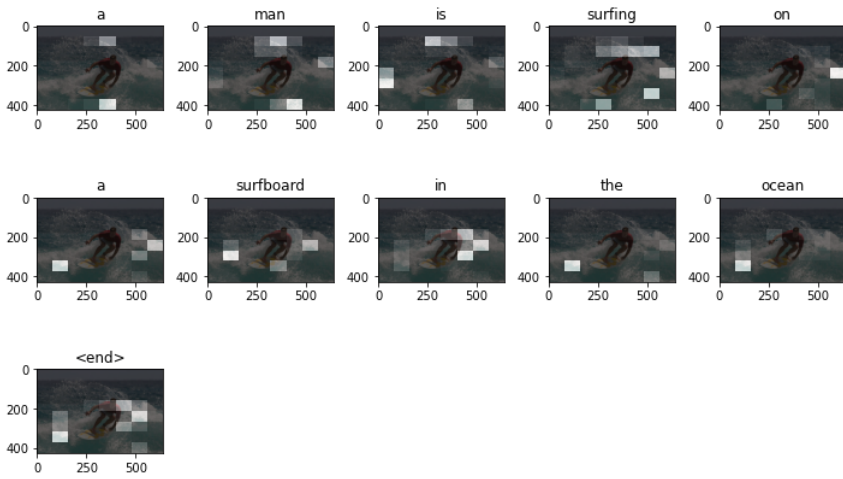 a man is surfing on
0 0 0 0 0
200 200 200 200 200
400 400 400 400 400
0 250 500 0 250 500 0 250 500 0 250 500 0 250 500
a surfboard in the ocean
0 0 0 0 0
200 200 200 200 200
400 400 400 400 400
0 250 500 0 250 500 0 250 500 0 250 500 0 250 500
<end>
0
200
400
0 250 500